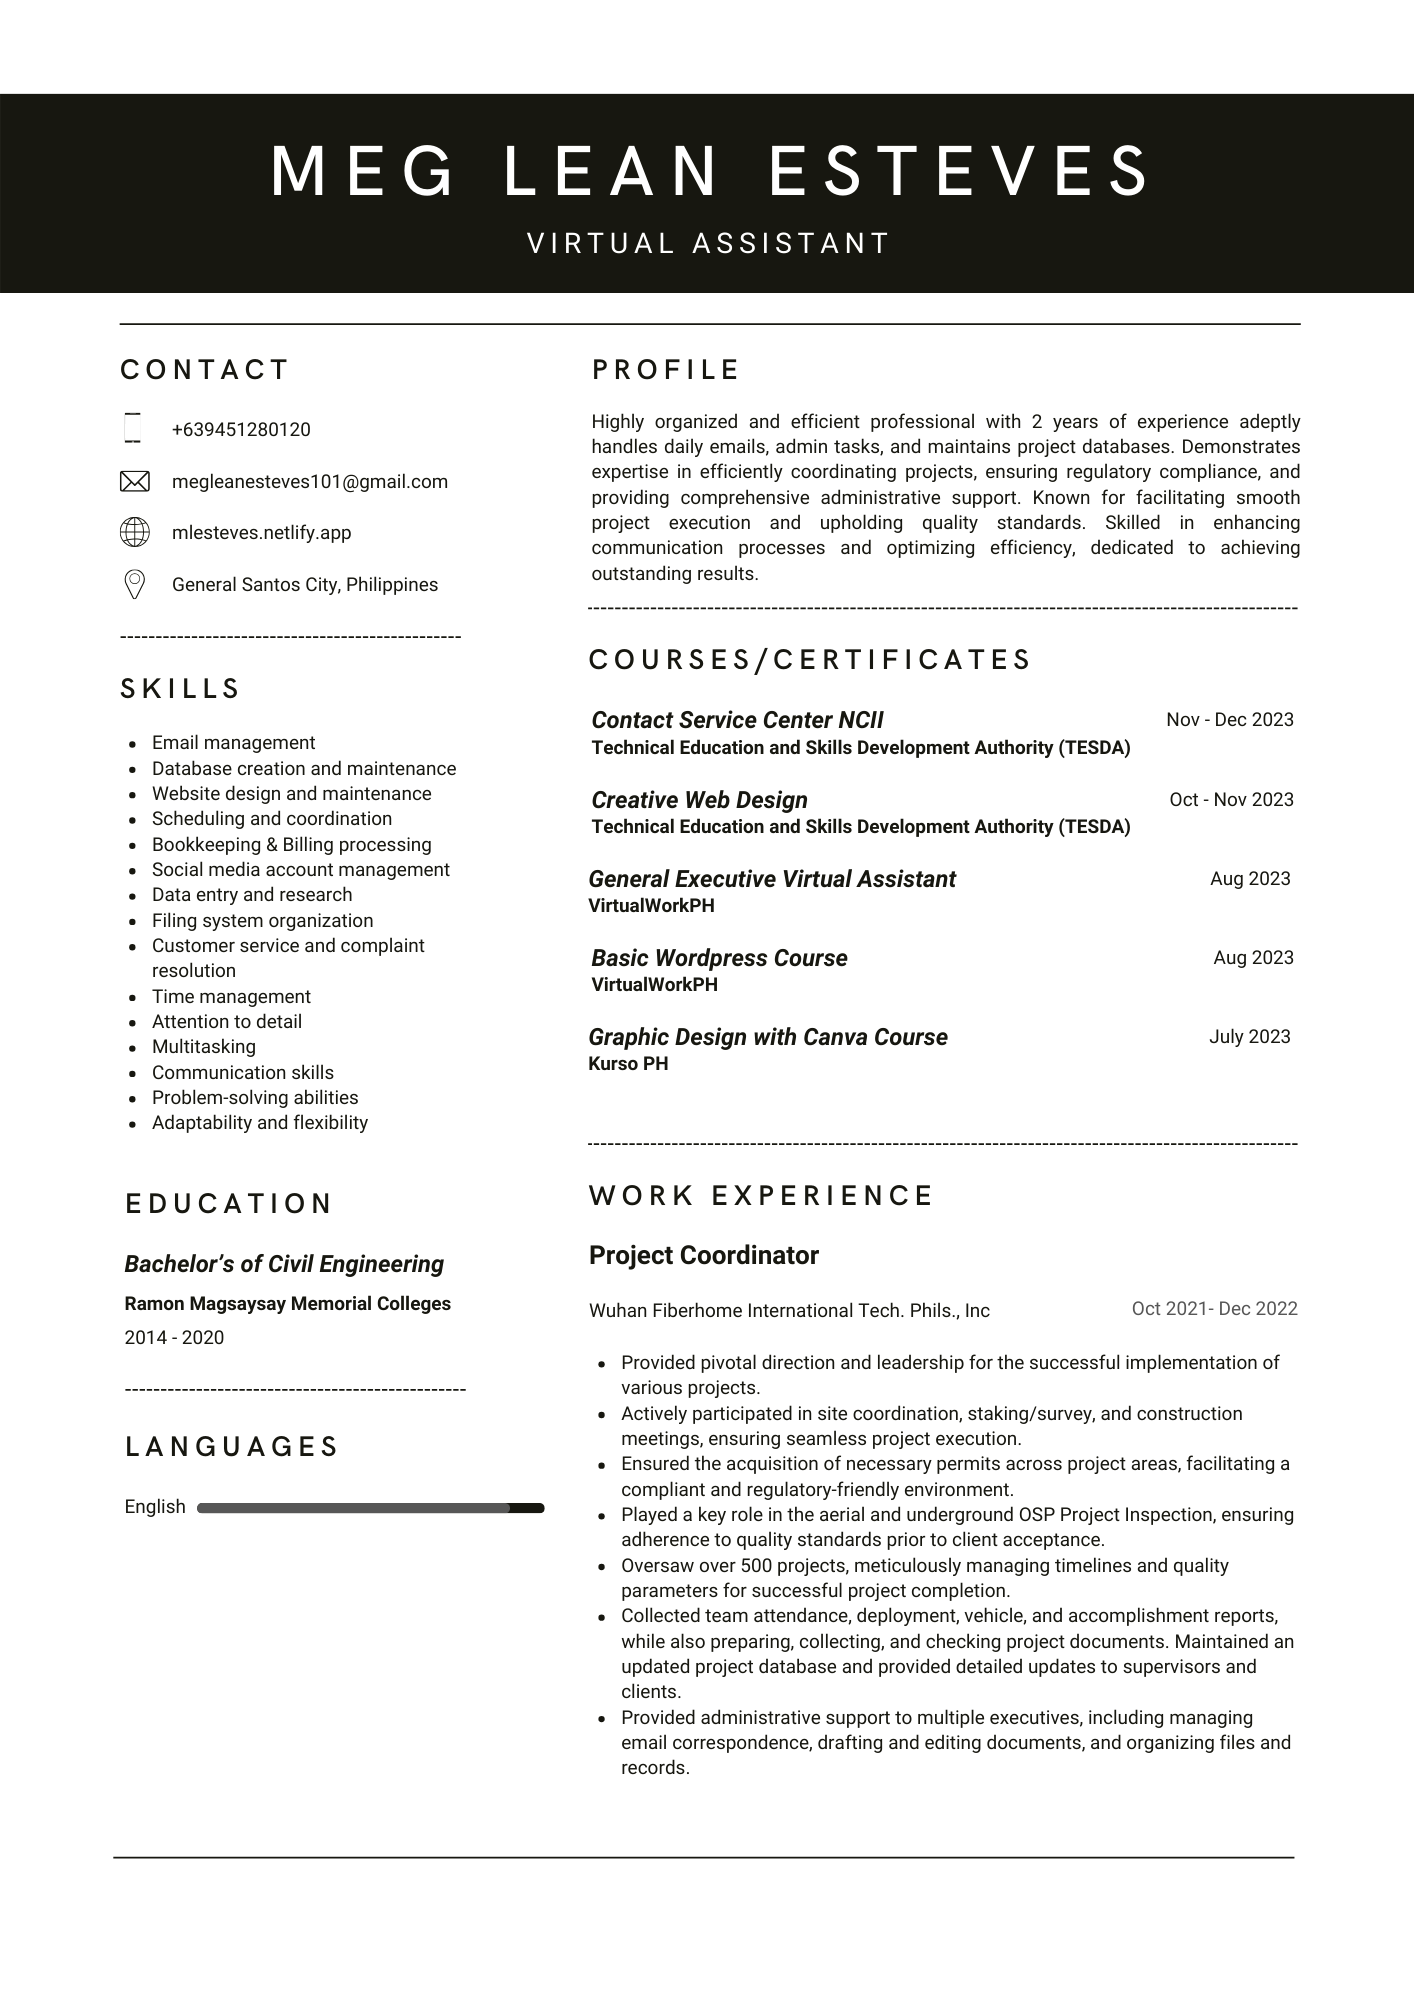 MEG LEAN ESTEVES
VIRTUAL ASSISTANT
CONTACT
+639451280120
megleanesteves101@gmail.com
mlesteves.netlify.app
General Santos City, Philippines
SKILLS
Email management
Database creation and maintenance
Website design and maintenance
Scheduling and coordination
Bookkeeping & Billing processing
Social media account management
Data entry and research
Filing system organization
Customer service and complaint
resolution
Time management
Attention to detail
Multitasking
Communication skills
Problem-solving abilities
Adaptability and flexibility
EDUCATION
Bachelor’s of Civil Engineering
Ramon Magsaysay Memorial Colleges
2014 - 2020
LANGUAGES
English
PROFILE
Highly organized and efficient professional with 2 years of experience adeptly
handles daily emails, admin tasks, and maintains project databases. Demonstrates
expertise in efficiently coordinating projects, ensuring regulatory compliance, and
providing comprehensive administrative support. Known for facilitating smooth
project execution and upholding quality standards. Skilled in enhancing
communication processes and optimizing efficiency, dedicated to achieving
outstanding results.
COURSES/CERTIFICATES
Contact Service Center NCII Nov - Dec 2023
Technical Education and Skills Development Authority (TESDA)
Creative Web Design Oct - Nov 2023
Technical Education and Skills Development Authority (TESDA)
General Executive Virtual Assistant Aug 2023
VirtualWorkPH
Basic Wordpress Course Aug 2023
VirtualWorkPH
Graphic Design with Canva Course July 2023
Kurso PH
WORK EXPERIENCE
Project Coordinator
Wuhan Fiberhome International Tech. Phils., Inc Oct 2021- Dec 2022
Provided pivotal direction and leadership for the successful implementation of
various projects.
Actively participated in site coordination, staking/survey, and construction
meetings, ensuring seamless project execution.
Ensured the acquisition of necessary permits across project areas, facilitating a
compliant and regulatory-friendly environment.
Played a key role in the aerial and underground OSP Project Inspection, ensuring
adherence to quality standards prior to client acceptance.
Oversaw over 500 projects, meticulously managing timelines and quality
parameters for successful project completion.
Collected team attendance, deployment, vehicle, and accomplishment reports,
while also preparing, collecting, and checking project documents. Maintained an
updated project database and provided detailed updates to supervisors and
clients.
Provided administrative support to multiple executives, including managing
email correspondence, drafting and editing documents, and organizing files and
records.